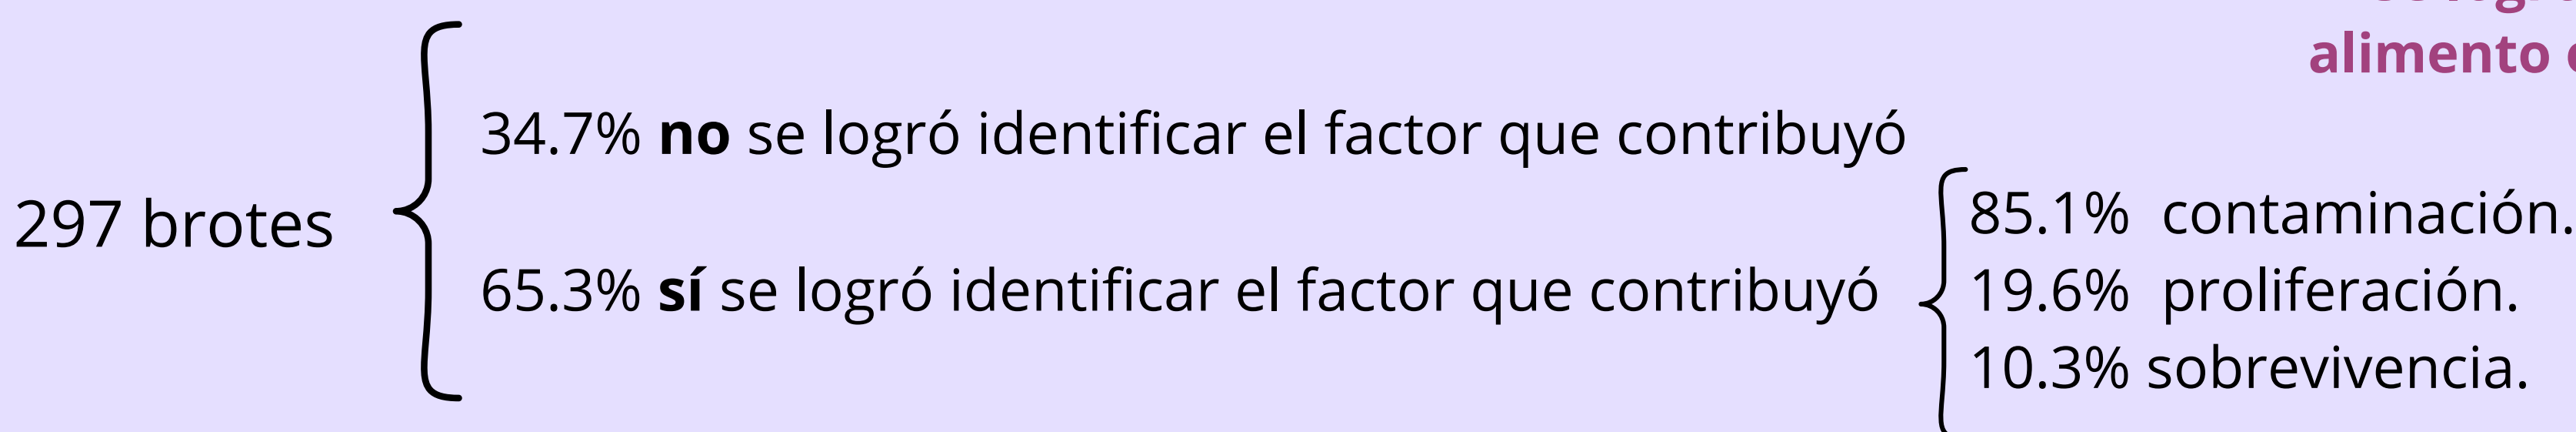 alimento
34.7% no se logró identificar el factor que contribuyó
297 brotes
65.3% sí se logró identificar el factor que contribuyó
85.1% contaminación.
19.6% proliferación.
10.3% sobrevivencia.